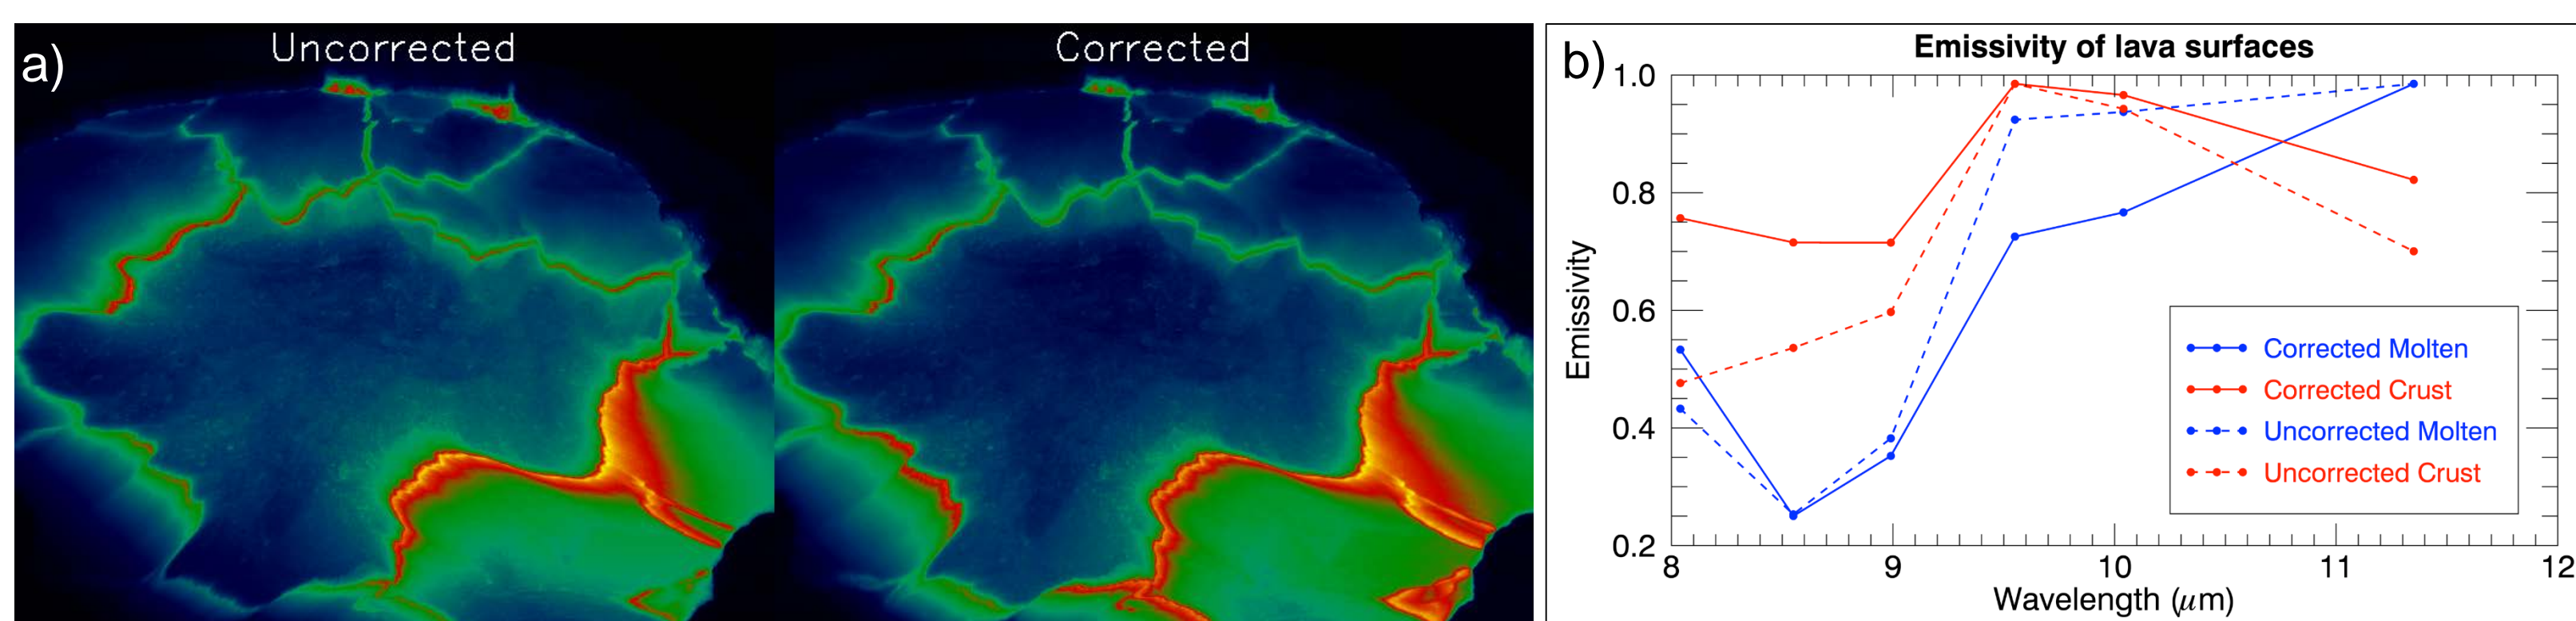 a)
Uncorrected
Corrected
b)
Emissivity of lava surfaces
1.0
0.8
0.6
0.4
0.2
Emissivity
8
9
10
11
12
Wavelength (μm)
Corrected Molten
Corrected Crust
Uncorrected Molten
Uncorrected Crust